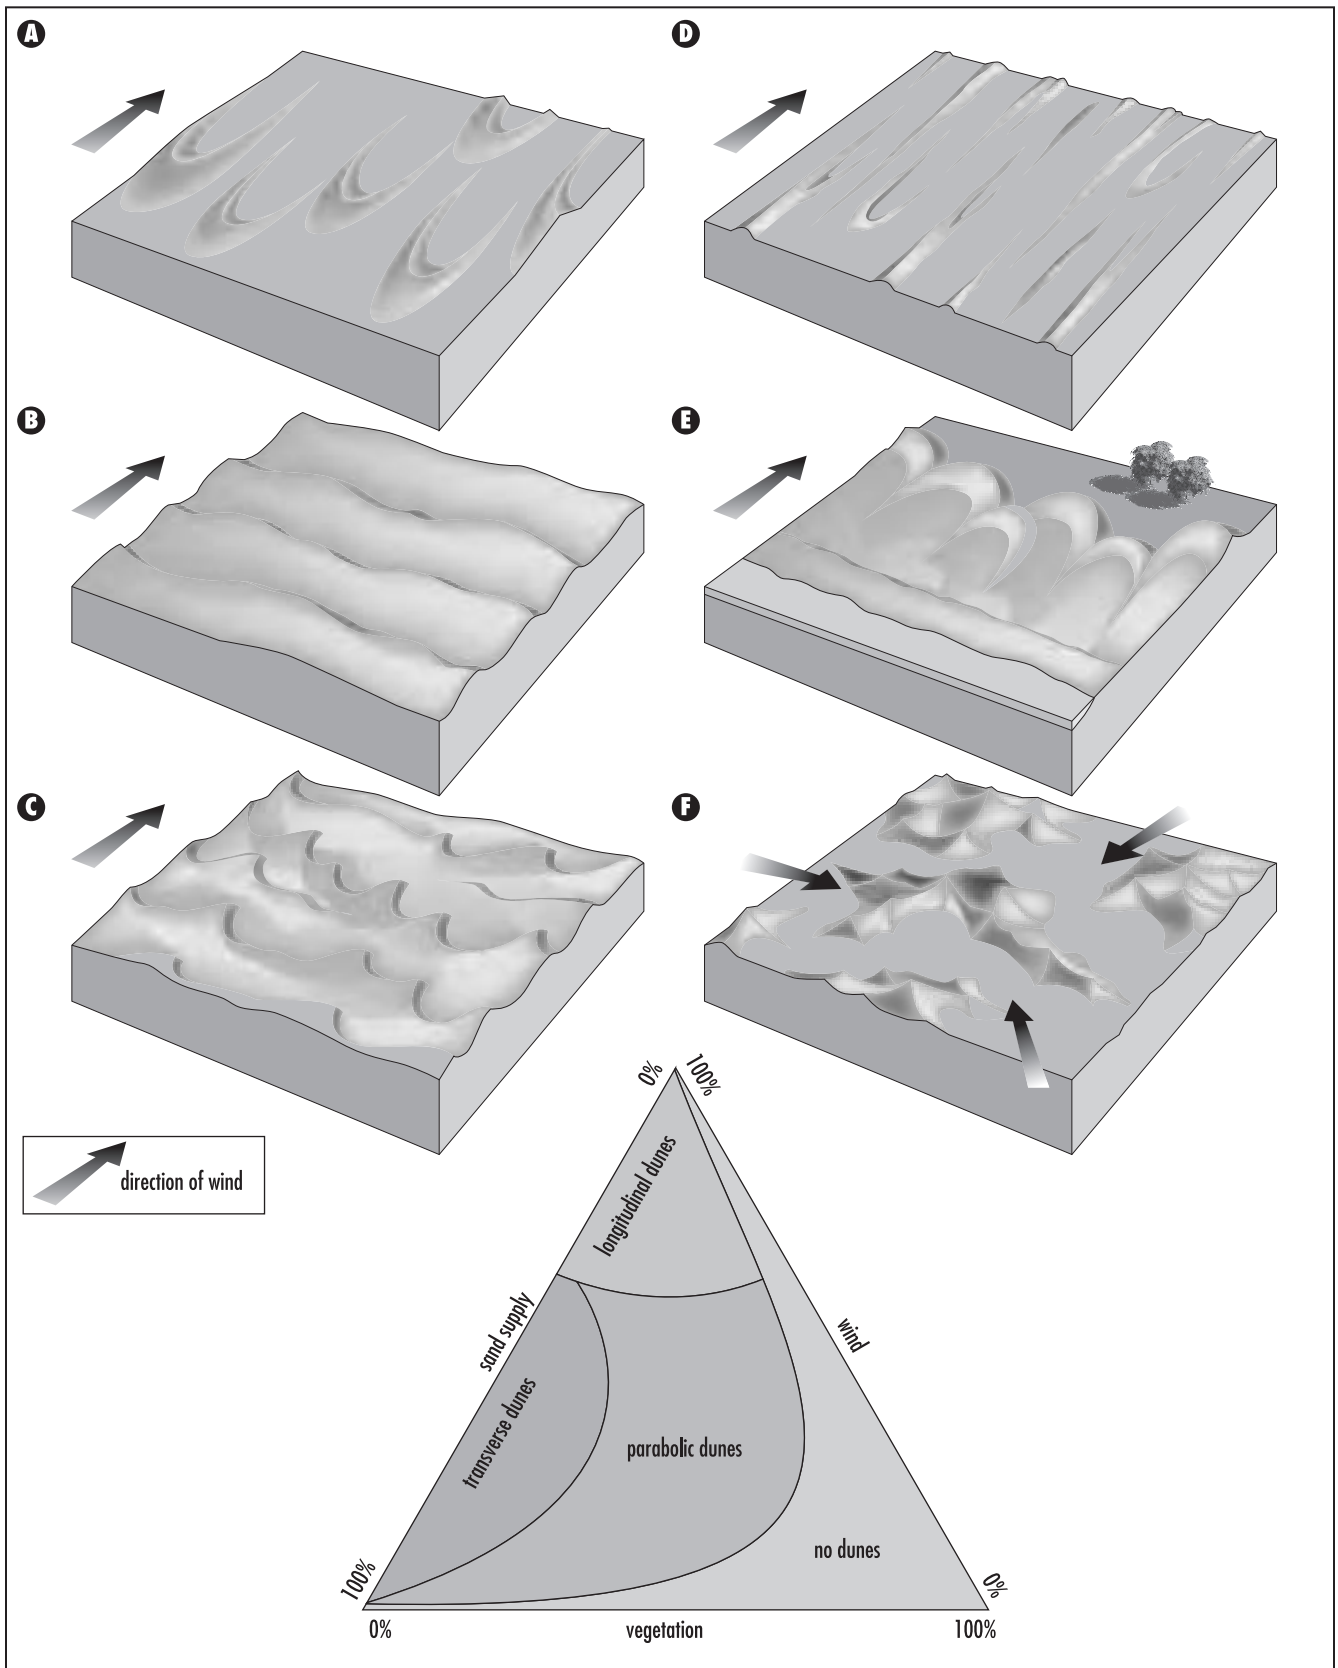 A
D
B
E
C
F
direction of wind
0%
100%
longitudinal dunes
sand supply
wind
transverse dunes
parabolic dunes
no dunes
100%
0%
0%
vegetation
100%